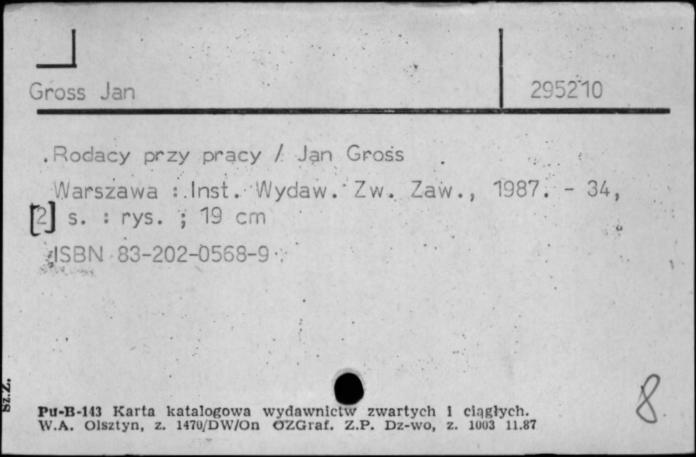 Gross Jan
295210
Rodacy przy pracy / Jan Gross
Warszawa : Inst. Wydaw. Zw. Zaw., 1987. - 34,
[2] s. : rys. ; 19 cm
ISBN 83-202-0568-9
8
Sz.Z.
Pu-B-143 Karta katalogowa wydawnictw zwartych i ciągłych.
W.A. Olsztyn, z. 1470/DW/On OZGraf. Z.P. Dz-wo, z. 1003 11.87